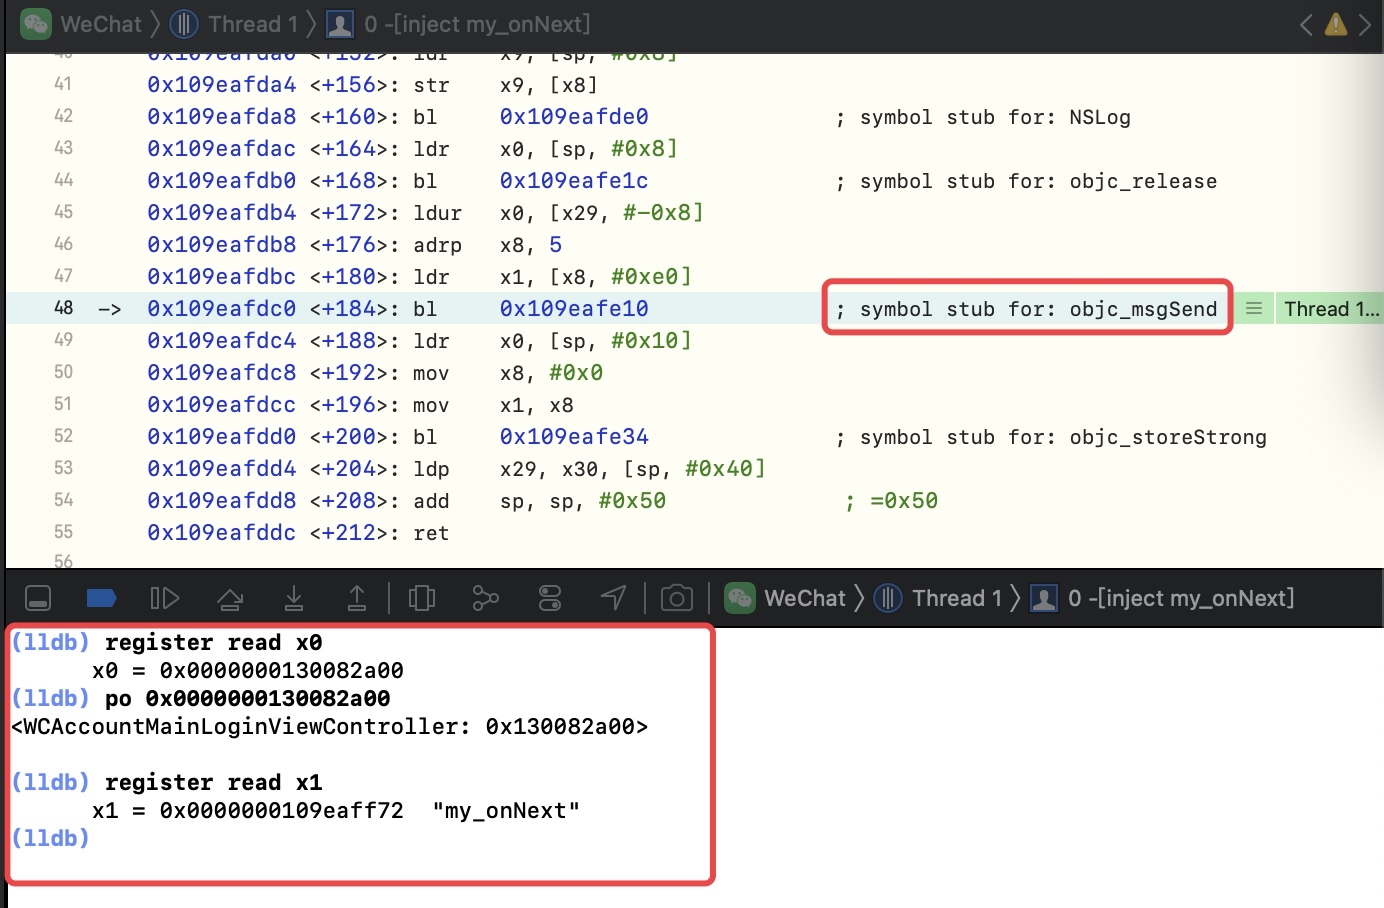 WeChat Thread 1 0 -[inject my_onNext]
0x109eafda0 <+152>: ldr x9, [sp, #0x8]
41 0x109eafda4 <+156>: str x9, [x8]
42 0x109eafda8 <+160>: bl 0x109eafde0 ; symbol stub for: NSLog
43 0x109eafdac <+164>: ldr x0, [sp, #0x8]
44 0x109eafdb0 <+168>: bl 0x109eafe1c ; symbol stub for: objc_release
45 0x109eafdb4 <+172>: ldur x0, [x29, #-0x8]
46 0x109eafdb8 <+176>: adrp x8, 5
47 0x109eafdbc <+180>: ldr x1, [x8, #0xe0]
48 -> 0x109eafdc0 <+184>: bl 0x109eafe10 ; symbol stub for: objc_msgSend Thread 1...
49 0x109eafdc4 <+188>: ldr x0, [sp, #0x10]
50 0x109eafdc8 <+192>: mov x8, #0x0
51 0x109eafdcc <+196>: mov x1, x8
52 0x109eafdd0 <+200>: bl 0x109eafe34 ; symbol stub for: objc_storeStrong
53 0x109eafdd4 <+204>: ldp x29, x30, [sp, #0x40]
54 0x109eafdd8 <+208>: add sp, sp, #0x50 ; =0x50
55 0x109eafddc <+212>: ret
56
WeChat Thread 1 0 -[inject my_onNext]
(lldb) register read x0
x0 = 0x0000000130082a00
(lldb) po 0x0000000130082a00
<WCAccountMainLoginViewController: 0x130082a00>
(lldb) register read x1
x1 = 0x0000000109eaff72 "my_onNext"
(lldb)